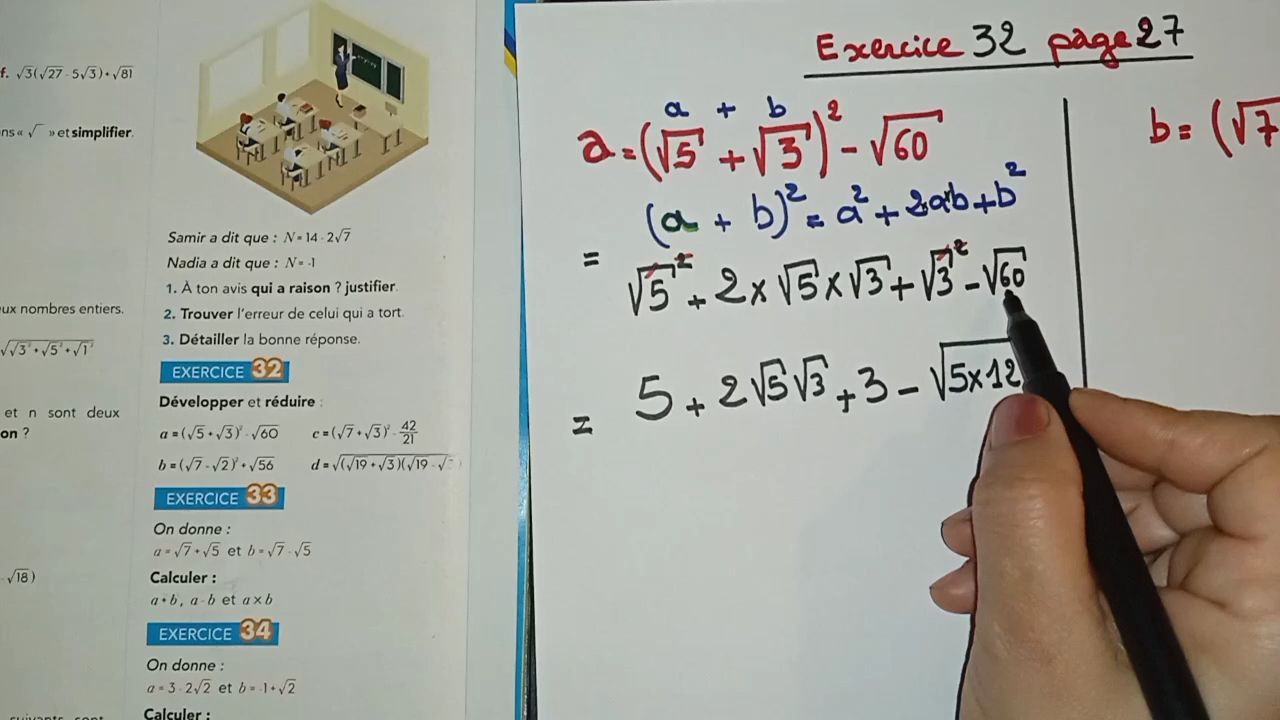 f. √3(√27 - 5√3) + √81
ns « √ » et simplifier.
ux nombres entiers.
√√3² + √5² + √1²
et n sont deux
on ?
√18)
Samir a dit que : N = 14 - 2√7
Nadia a dit que : N = -1
1. À ton avis qui a raison ? justifier.
2. Trouver l'erreur de celui qui a tort.
3. Détailler la bonne réponse.
EXERCICE 32
Développer et réduire :
a = (√5 + √3)² - √60
c = (√7 + √3)² - 42/21
b = (√7 - √2)² + √56
d = √(√19 + √3)(√19 - √
EXERCICE 33
On donne :
a = √7 + √5 et b = √7 - √5
Calculer :
a + b, a - b et a × b
EXERCICE 34
On donne :
a = 3 - 2√2 et b = -1 + √2
Calculer :
Exercice 32 page 27
a + b
a = (√5 + √3)² - √60
(a + b)² = a² + 2ab + b²
= √5² + 2 × √5 × √3 + √3² - √60
= 5 + 2√5√3 + 3 - √5×12
b = (√7